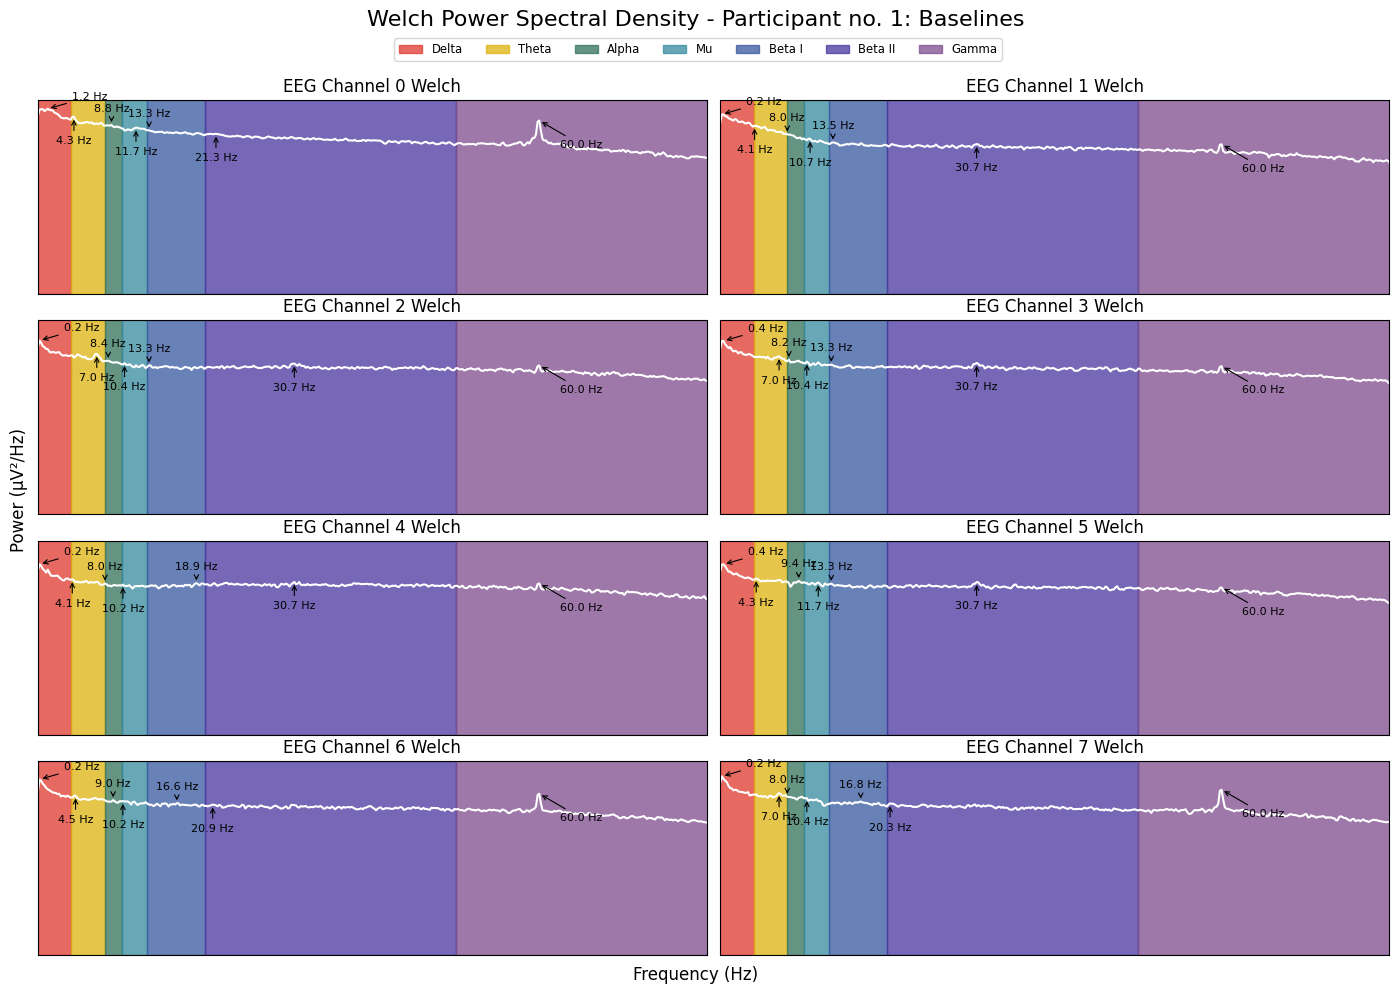 Welch Power Spectral Density - Participant no. 1: Baselines
Delta Theta Alpha Mu Beta I Beta II Gamma
EEG Channel 0 Welch
1.2 Hz
8.8 Hz
13.3 Hz
4.3 Hz
11.7 Hz
21.3 Hz
60.0 Hz
EEG Channel 1 Welch
0.2 Hz
8.0 Hz
13.5 Hz
4.1 Hz
10.7 Hz
30.7 Hz
60.0 Hz
EEG Channel 2 Welch
0.2 Hz
8.4 Hz
13.3 Hz
7.0 Hz
10.4 Hz
30.7 Hz
60.0 Hz
EEG Channel 3 Welch
0.4 Hz
8.2 Hz
13.3 Hz
7.0 Hz
10.4 Hz
30.7 Hz
60.0 Hz
EEG Channel 4 Welch
0.2 Hz
8.0 Hz
18.9 Hz
4.1 Hz
10.2 Hz
30.7 Hz
60.0 Hz
EEG Channel 5 Welch
0.4 Hz
9.4 Hz
13.3 Hz
4.3 Hz
11.7 Hz
30.7 Hz
60.0 Hz
EEG Channel 6 Welch
0.2 Hz
9.0 Hz
16.6 Hz
4.5 Hz
10.2 Hz
20.9 Hz
60.0 Hz
EEG Channel 7 Welch
0.2 Hz
8.0 Hz
16.8 Hz
7.0 Hz
10.4 Hz
20.3 Hz
60.0 Hz
Power (μV²/Hz)
Frequency (Hz)